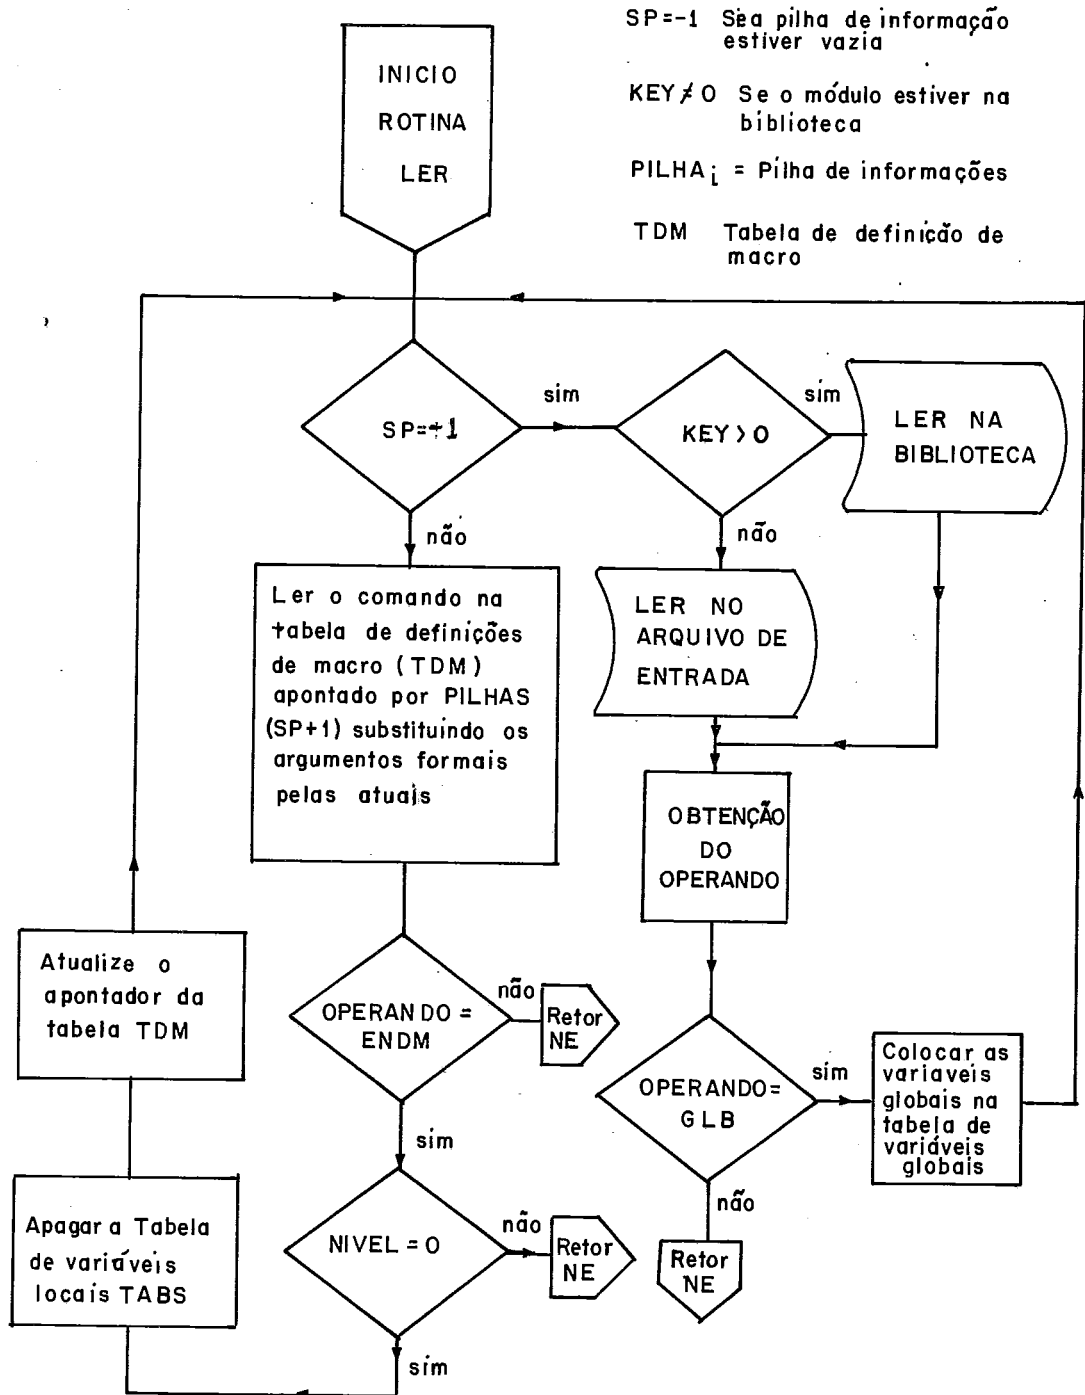 SP=-1 Sea pilha de informação
estiver vazia
KEY≠0 Se o módulo estiver na
biblioteca
PILHAi = Pilha de informações
TDM Tabela de definicão de
macro
INICIO
ROTINA
LER
SP=+1
sim
KEY>0
sim
LER NA
BIBLIOTECA
não
não
Ler o comando na
tabela de definições
de macro (TDM)
apontado por PILHAS
(SP+1) substituindo os
argumentos formais
pelas atuais
LER NO
ARQUIVO DE
ENTRADA
OBTENÇÃO
DO
OPERANDO
Atualize o
apontador da
tabela TDM
OPERANDO =
ENDM
não
Retor
NE
OPERANDO=
GLB
sim
Colocar as
variaveis
globais na
tabela de
variáveis
globais
sim
não
Apagar a Tabela
de variáveis
locais TABS
NIVEL = 0
não
Retor
NE
Retor
NE
sim